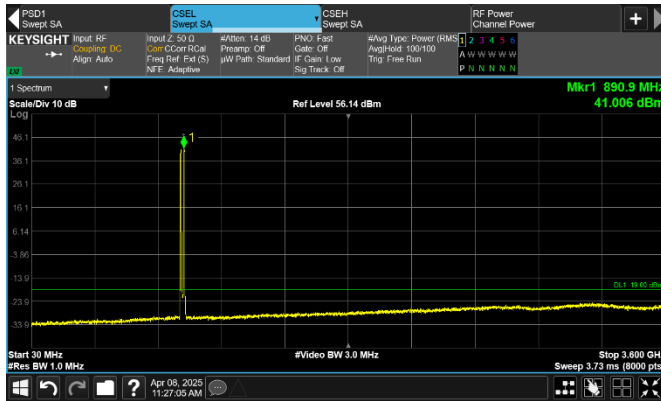 PSD1
Swept SA
CSEL
Swept SA
CSEH
Swept SA
RF Power
Channel Power
+
KEYSIGHT
Input: RF
Coupling: DC
Align: Auto
Input Z: 50 Ω
Corr CCorr RCal
Freq Ref: Ext (S)
NFE: Adaptive
#Atten: 14 dB
Preamp: Off
µW Path: Standard
PNO: Fast
Gate: Off
IF Gain: Low
Sig Track: Off
#Avg Type: Power (RMS
Avg|Hold: 100/100
Trig: Free Run
1 2 3 4 5 6
A W W W W W
P N N N N N
1 Spectrum
Scale/Div 10 dB
Log
Ref Level 56.14 dBm
Mkr1 890.9 MHz
41.006 dBm
1
46.1
36.1
26.1
16.1
6.14
-3.86
-13.9
-23.9
-33.9
Start 30 MHz
#Res BW 1.0 MHz
#Video BW 3.0 MHz
Stop 3.600 GH
Sweep 3.73 ms (8000 pts
?
Apr 08, 2025
11:27:05 AM